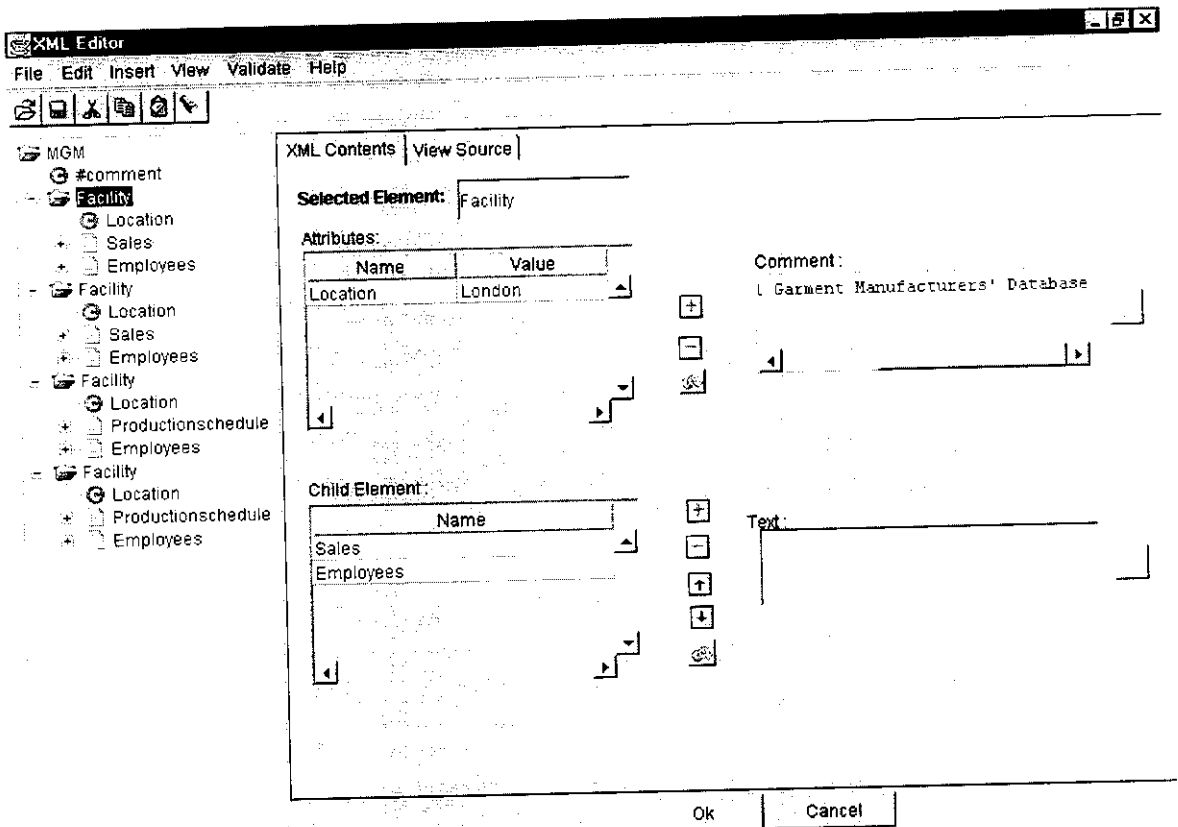 XML Editor
File Edit Insert View Validate Help
MGM
#comment
Facility
Location
Sales
Employees
Facility
Location
Sales
Employees
Facility
Location
Productionschedule
Employees
Facility
Location
Productionschedule
Employees
XML Contents View Source
Selected Element: Facility
Attributes:
Name Value
Location London
Comment :
l Garment Manufacturers' Database
Child Element :
Name
Sales
Employees
Text :
Ok Cancel